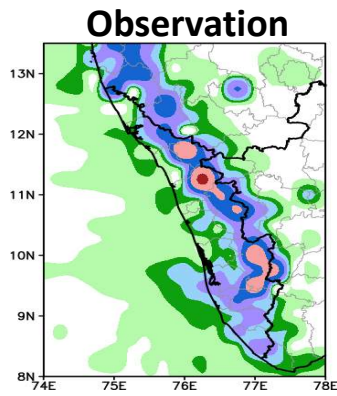 Observation
13N
12N
11N
10N
9N
8N
74E 75E 76E 77E 78E